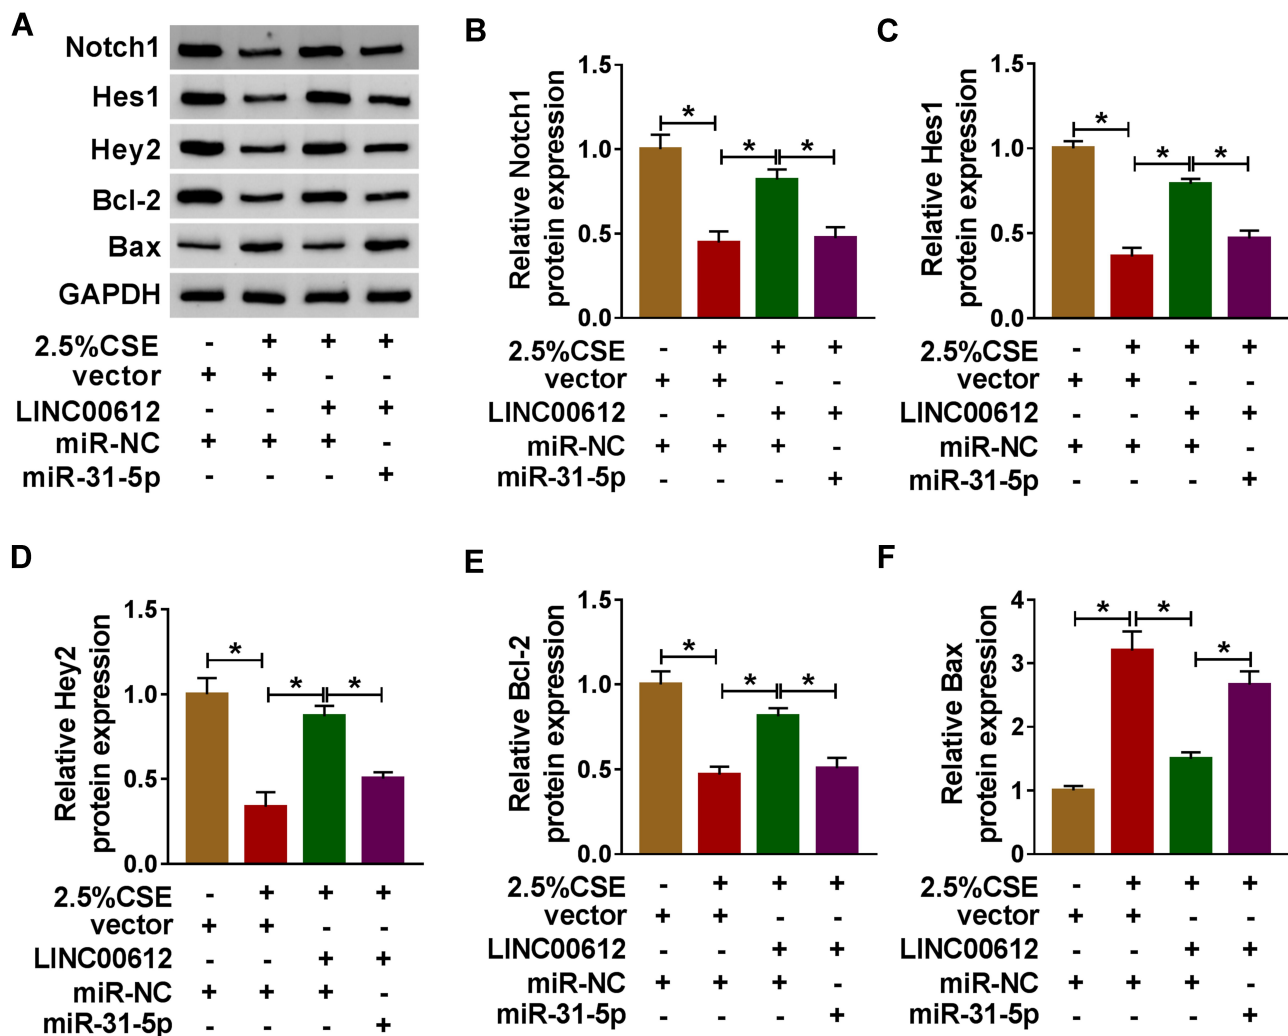 A
Notch1
Hes1
Hey2
Bcl-2
Bax
GAPDH
2.5%CSE - + + +
vector + + - -
LINC00612 - - + +
miR-NC + + + -
miR-31-5p - - - +
B
Relative Notch1
protein expression
1.5
1.0
0.5
0.0
* * *
2.5%CSE - + + +
vector + + - -
LINC00612 - - + +
miR-NC + + + -
miR-31-5p - - - +
C
Relative Hes1
protein expression
1.5
1.0
0.5
0.0
* * *
2.5%CSE - + + +
vector + + - -
LINC00612 - - + +
miR-NC + + + -
miR-31-5p - - - +
D
Relative Hey2
protein expression
1.5
1.0
0.5
0.0
* * *
2.5%CSE - + + +
vector + + - -
LINC00612 - - + +
miR-NC + + + -
miR-31-5p - - - +
E
Relative Bcl-2
protein expression
1.5
1.0
0.5
0.0
* * *
2.5%CSE - + + +
vector + + - -
LINC00612 - - + +
miR-NC + + + -
miR-31-5p - - - +
F
Relative Bax
protein expression
4
3
2
1
0
* * *
2.5%CSE - + + +
vector + + - -
LINC00612 - - + +
miR-NC + + + -
miR-31-5p - - - +